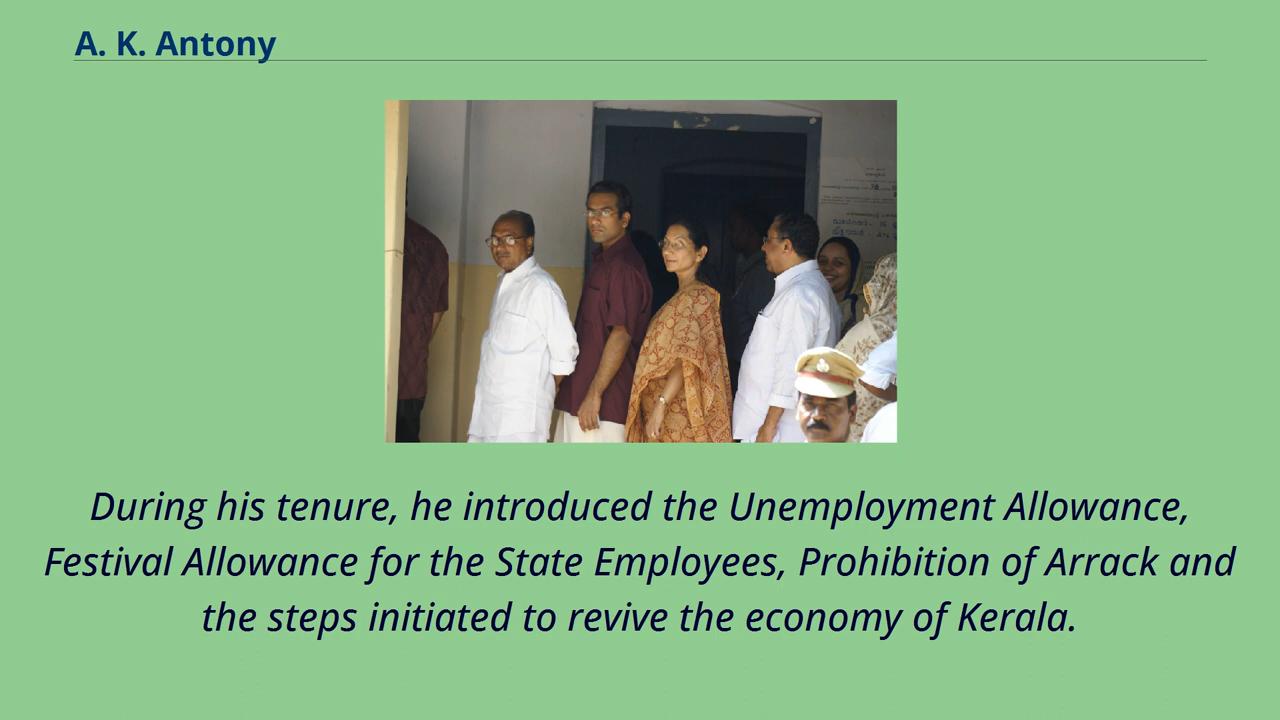 A. K. Antony
During his tenure, he introduced the Unemployment Allowance,
Festival Allowance for the State Employees, Prohibition of Arrack and
the steps initiated to revive the economy of Kerala.